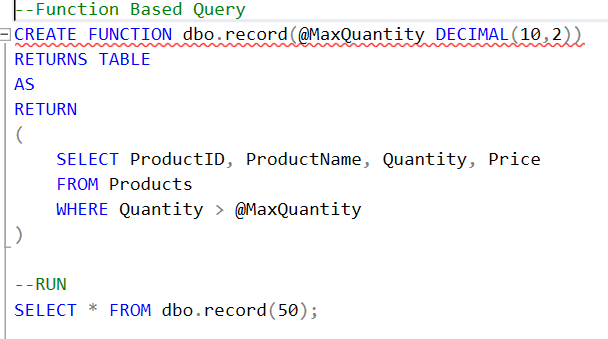 --Function Based Query
CREATE FUNCTION dbo.record(@MaxQuantity DECIMAL(10,2))
RETURNS TABLE
AS
RETURN
(
    SELECT ProductID, ProductName, Quantity, Price
    FROM Products
    WHERE Quantity > @MaxQuantity
)

--RUN
SELECT * FROM dbo.record(50);